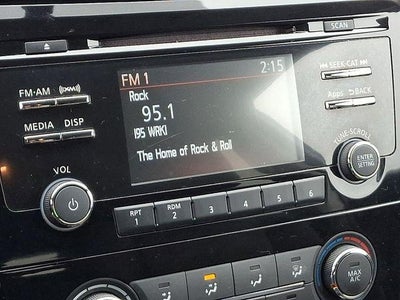 SCAN
FM 1 2:15
Rock
95.1
I95 WRKI
The Home of Rock & Roll
FM·AM
MEDIA DISP
VOL
SEEK·CAT
Apps BACK
TUNE·SCROLL
ENTER
SETTING
RPT RDM
1 2 3 4 5 6
MAX
A/C